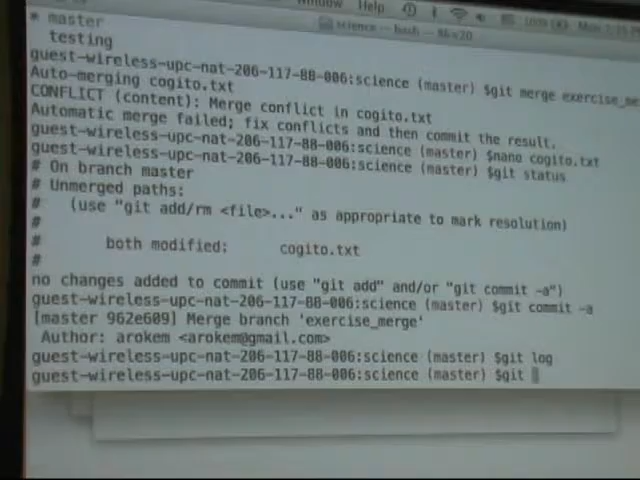 Window Help
science — bash — 86x20
* master
testing
guest-wireless-upc-nat-206-117-88-006:science (master) $git merge exercise_me
Auto-merging cogito.txt
CONFLICT (content): Merge conflict in cogito.txt
Automatic merge failed; fix conflicts and then commit the result.
guest-wireless-upc-nat-206-117-88-006:science (master) $nano cogito.txt
guest-wireless-upc-nat-206-117-88-006:science (master) $git status
# On branch master
# Unmerged paths:
#   (use "git add/rm <file>..." as appropriate to mark resolution)
#
#       both modified:      cogito.txt
#
no changes added to commit (use "git add" and/or "git commit -a")
guest-wireless-upc-nat-206-117-88-006:science (master) $git commit -a
[master 962e609] Merge branch 'exercise_merge'
Author: arokem <arokem@gmail.com>
guest-wireless-upc-nat-206-117-88-006:science (master) $git log
guest-wireless-upc-nat-206-117-88-006:science (master) $git